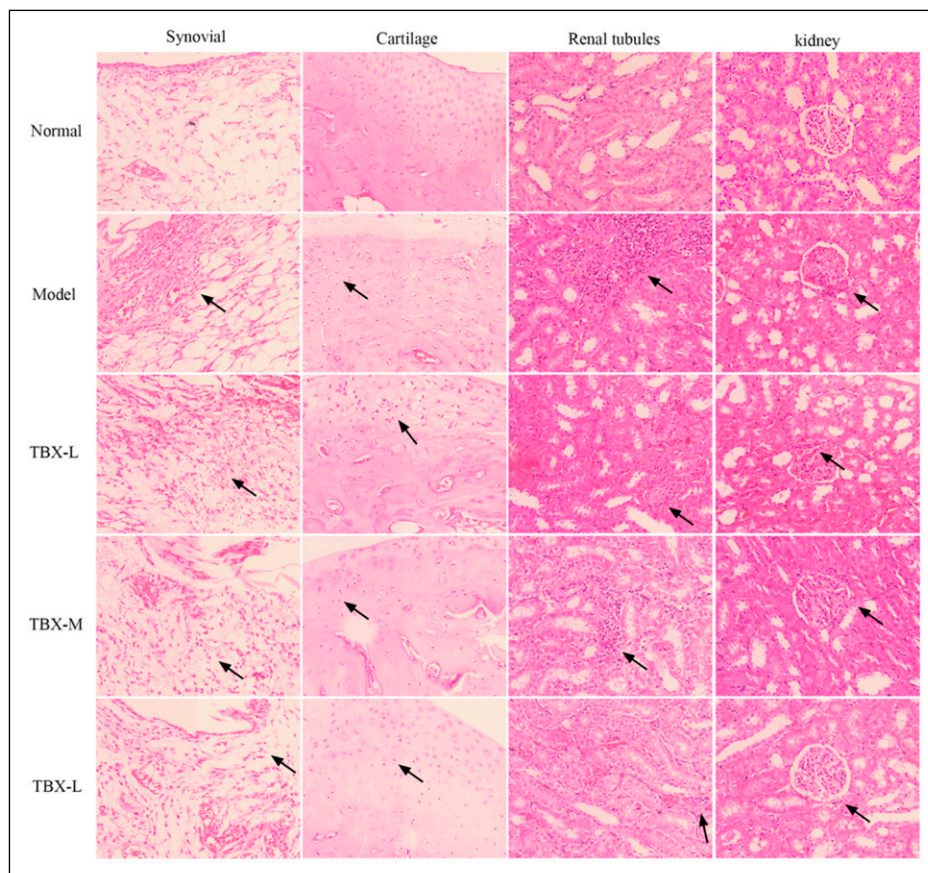 Synovial Cartilage Renal tubules kidney
Normal
Model
TBX-L
TBX-M
TBX-L